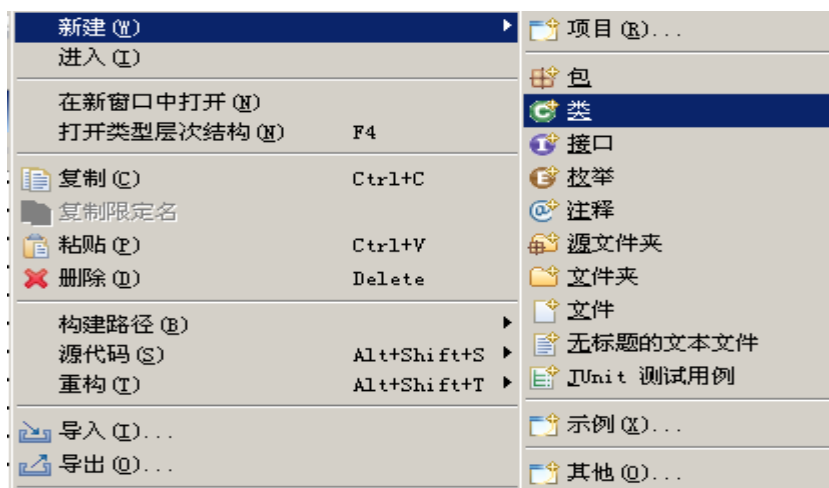 新建(W)
进入(I)
在新窗口中打开(N)
打开类型层次结构(N) F4
复制(C) Ctrl+C
复制限定名
粘贴(P) Ctrl+V
删除(D) Delete
构建路径(B)
源代码(S) Alt+Shift+S
重构(T) Alt+Shift+T
导入(I)...
导出(O)...
项目(R)...
包
类
接口
枚举
注释
源文件夹
文件夹
文件
无标题的文本文件
JUnit 测试用例
示例(X)...
其他(O)...